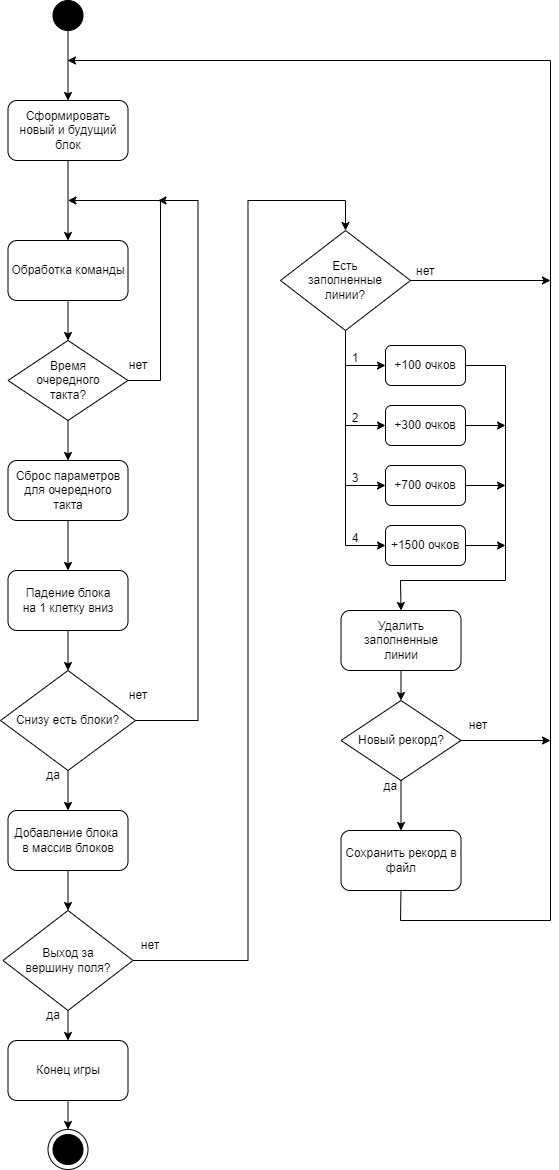 Сформировать
новый и будущий
блок
Обработка команды
Время
очередного
такта?
нет
Сброс параметров
для очередного
такта
Падение блока
на 1 клетку вниз
Снизу есть блоки?
нет
да
Добавление блока
в массив блоков
Выход за
вершину поля?
нет
да
Конец игры
Есть
заполненные
линии?
нет
1
+100 очков
2
+300 очков
3
+700 очков
4
+1500 очков
Удалить
заполненные
линии
Новый рекорд?
нет
да
Сохранить рекорд в
файл